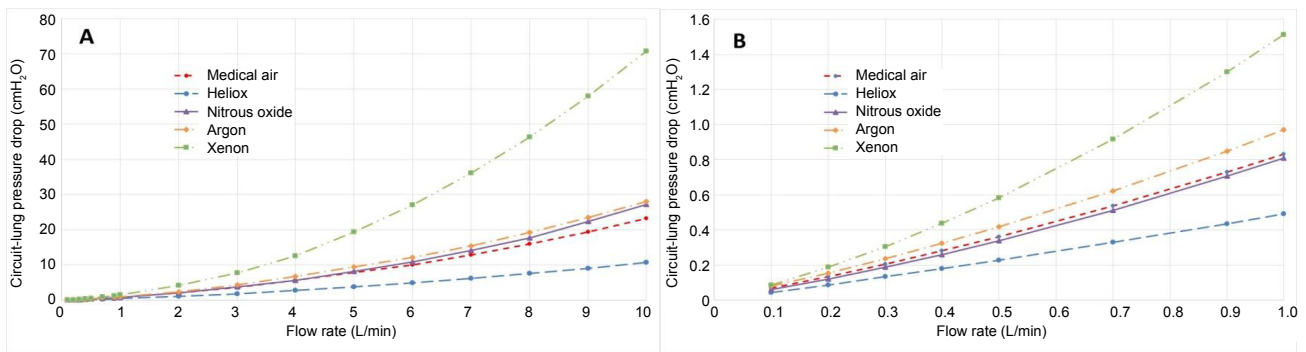 A
Circuit-lung pressure drop (cmH₂O)
80
70
60
50
40
30
20
10
0
Medical air
Heliox
Nitrous oxide
Argon
Xenon
0 1 2 3 4 5 6 7 8 9 10
Flow rate (L/min)
B
Circuit-lung pressure drop (cmH₂O)
1.6
1.4
1.2
1.0
0.8
0.6
0.4
0.2
0
Medical air
Heliox
Nitrous oxide
Argon
Xenon
0 0.1 0.2 0.3 0.4 0.5 0.6 0.7 0.8 0.9 1.0
Flow rate (L/min)